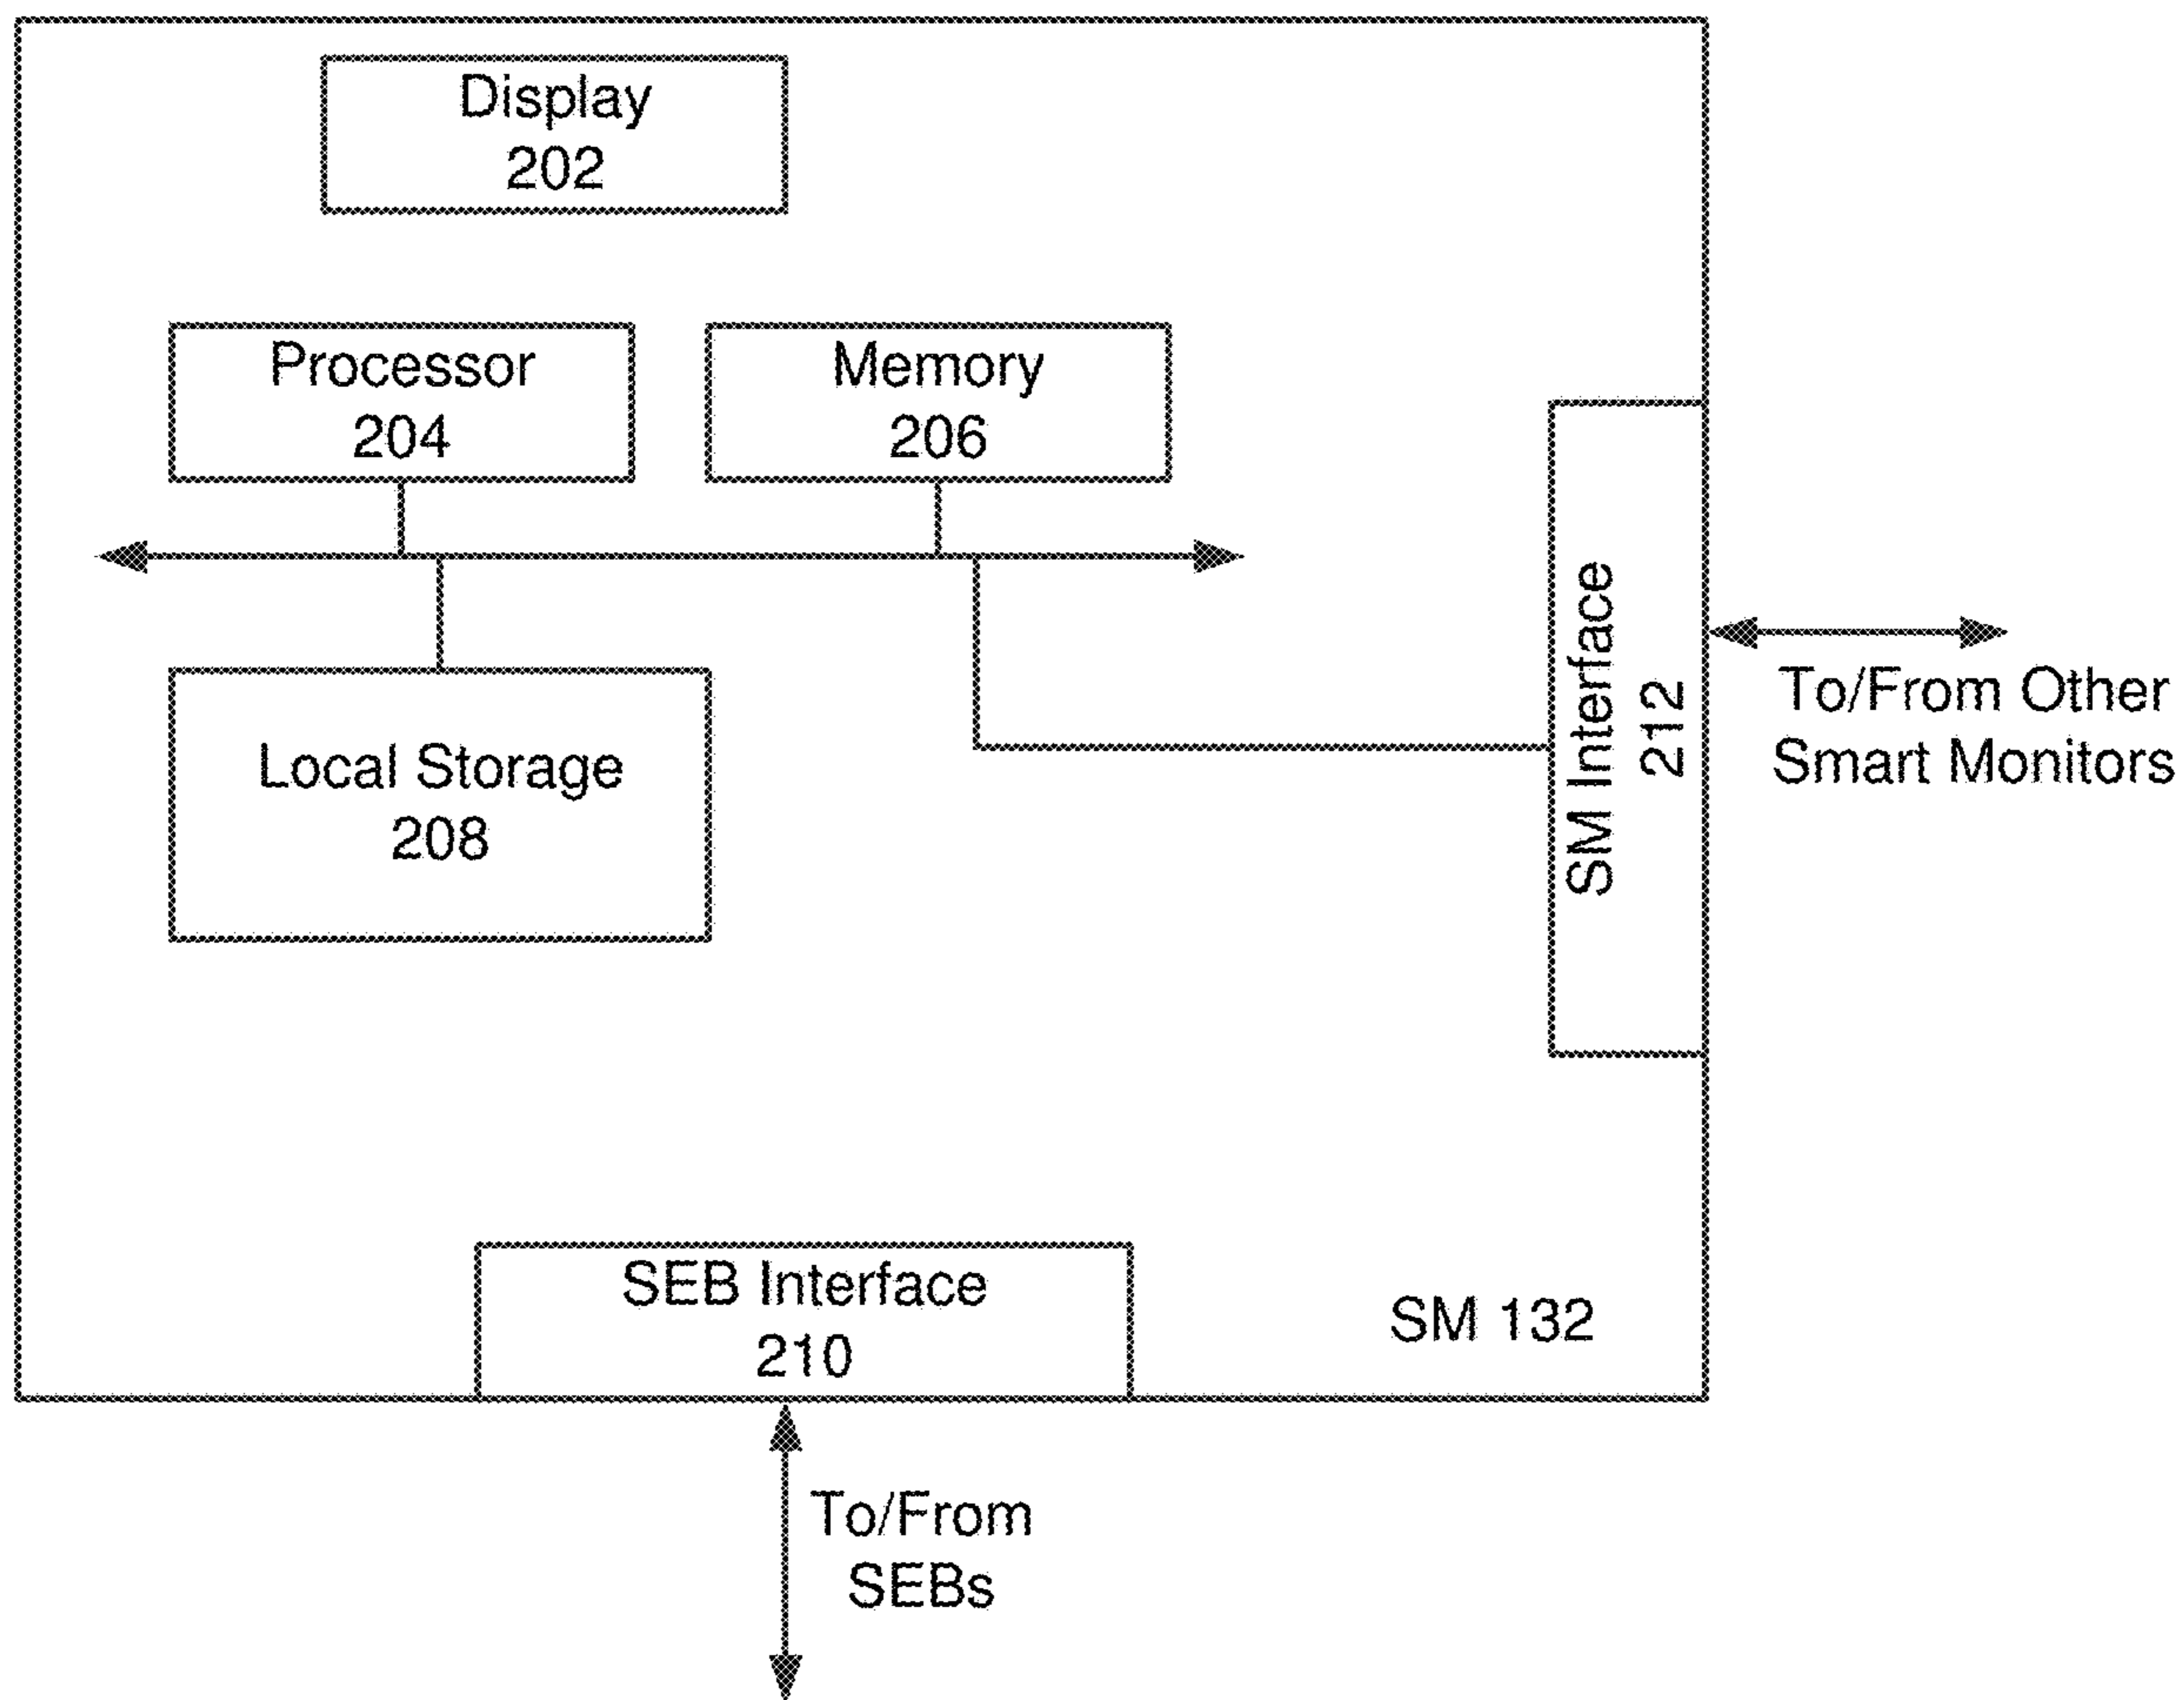 Display
202
Processor
204
Memory
206
Local Storage
208
SM Interface
212
To/From Other
Smart Monitors
SEB Interface
210
SM 132
To/From
SEBs